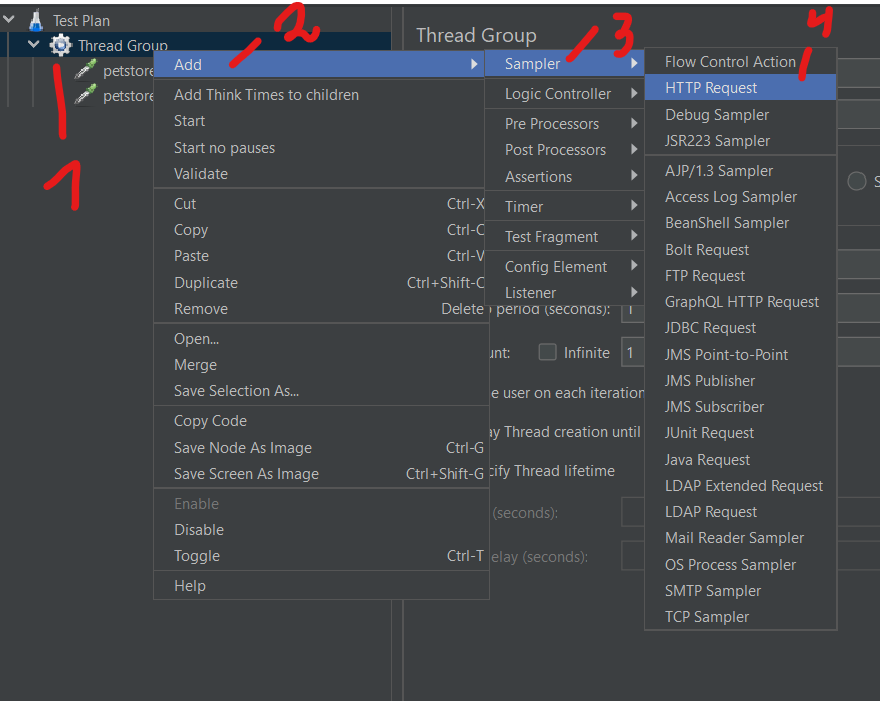 Test Plan
Thread Group
petstore
petstore
1
2
3
4
Add
Add Think Times to children
Start
Start no pauses
Validate
Cut Ctrl-X
Copy Ctrl-C
Paste Ctrl-V
Duplicate Ctrl+Shift-C
Remove Delete
Open...
Merge
Save Selection As...
Copy Code
Save Node As Image Ctrl-G
Save Screen As Image Ctrl+Shift-G
Enable
Disable
Toggle Ctrl-T
Help
Thread Group
Sampler
Logic Controller
Pre Processors
Post Processors
Assertions
Timer
Test Fragment
Config Element
Listener
period (seconds): 1
Infinite 1
user on each iteration
Thread creation until
Thread lifetime
(seconds):
(seconds):
Flow Control Action
HTTP Request
Debug Sampler
JSR223 Sampler
AJP/1.3 Sampler
Access Log Sampler
BeanShell Sampler
Bolt Request
FTP Request
GraphQL HTTP Request
JDBC Request
JMS Point-to-Point
JMS Publisher
JMS Subscriber
JUnit Request
Java Request
LDAP Extended Request
LDAP Request
Mail Reader Sampler
OS Process Sampler
SMTP Sampler
TCP Sampler